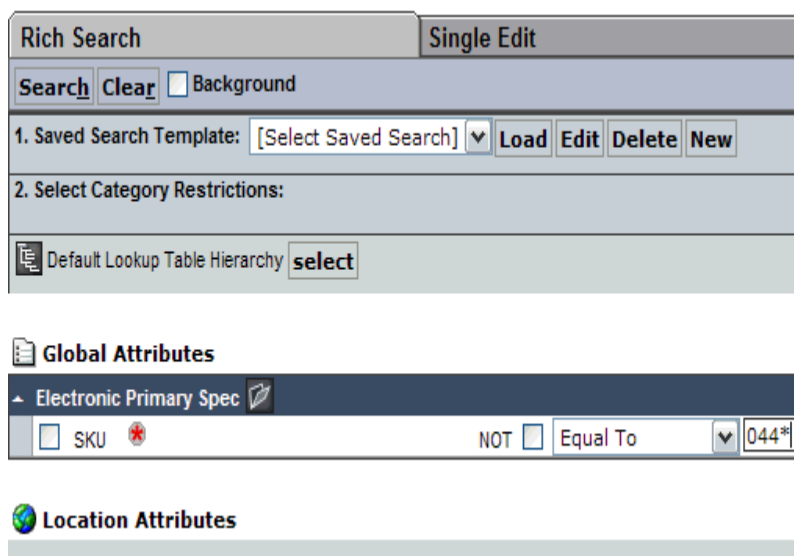 Rich Search Single Edit
Search Clear Background
1. Saved Search Template: [Select Saved Search] Load Edit Delete New
2. Select Category Restrictions:
Default Lookup Table Hierarchy select
Global Attributes
Electronic Primary Spec
SKU NOT Equal To 044*
Location Attributes